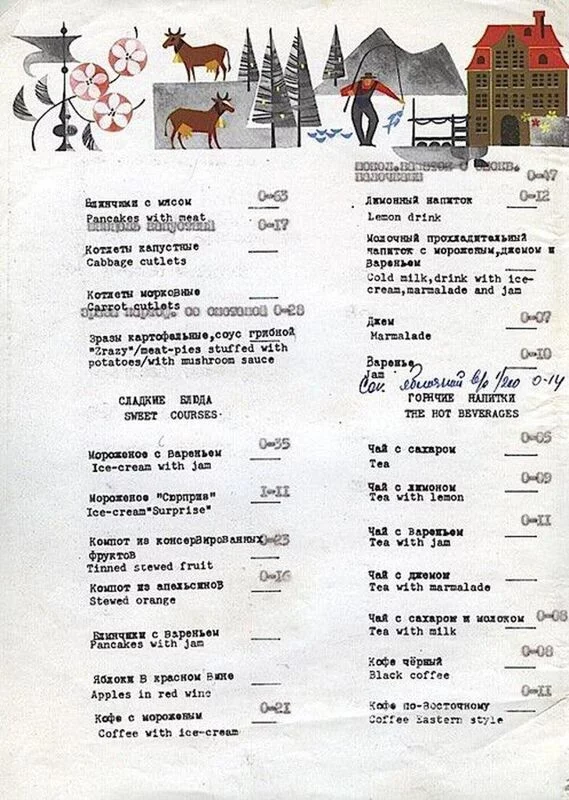 0-63
Блинчики с мясом
Pancakes with meat
0-17
Котлеты капустные
Cabbage cutlets
Котлеты морковные
Carrot cutlets
со сметаной 0-28
Зразы картофельные,соус грибной
"Zrazy"/meat-pies stuffed with
potatoes/with mushroom sauce
СЛАДКИЕ БЛЮДА
SWEET COURSES
0-35
Мороженое с вареньем
Ice-cream with jam
1-11
Мороженое "Сюрприз"
Ice-cream"Surprise"
0-23
Компот из консервированных
фруктов
Tinned stewed fruit
0-16
Компот из апельсинов
Stewed orange
Блинчики с вареньем
Pancakes with jam
Яблоки в красном вине
Apples in red wine
0-21
Кофе с мороженым
Coffee with ice-cream
0-47
0-12
Лимонный напиток
Lemon drink
Молочный прохладительный
напиток с мороженым,джемом и
вареньем
Cold milk,drink with ice-
cream,marmalade and jam
0-07
Джем
Marmalade
0-10
Варенье
Jam
Сок яблочный 0-14
ГОРЯЧИЕ НАПИТКИ
THE HOT BEVERAGES
0-05
Чай с сахаром
Tea
0-09
Чай с лимоном
Tea with lemon
0-11
Чай с вареньем
Tea with jam
Чай с джемом
Tea with marmalade
0-08
Чай с сахаром и молоком
Tea with milk
0-08
Кофе чёрный
Black coffee
0-11
Кофе по-восточному
Coffee Eastern style